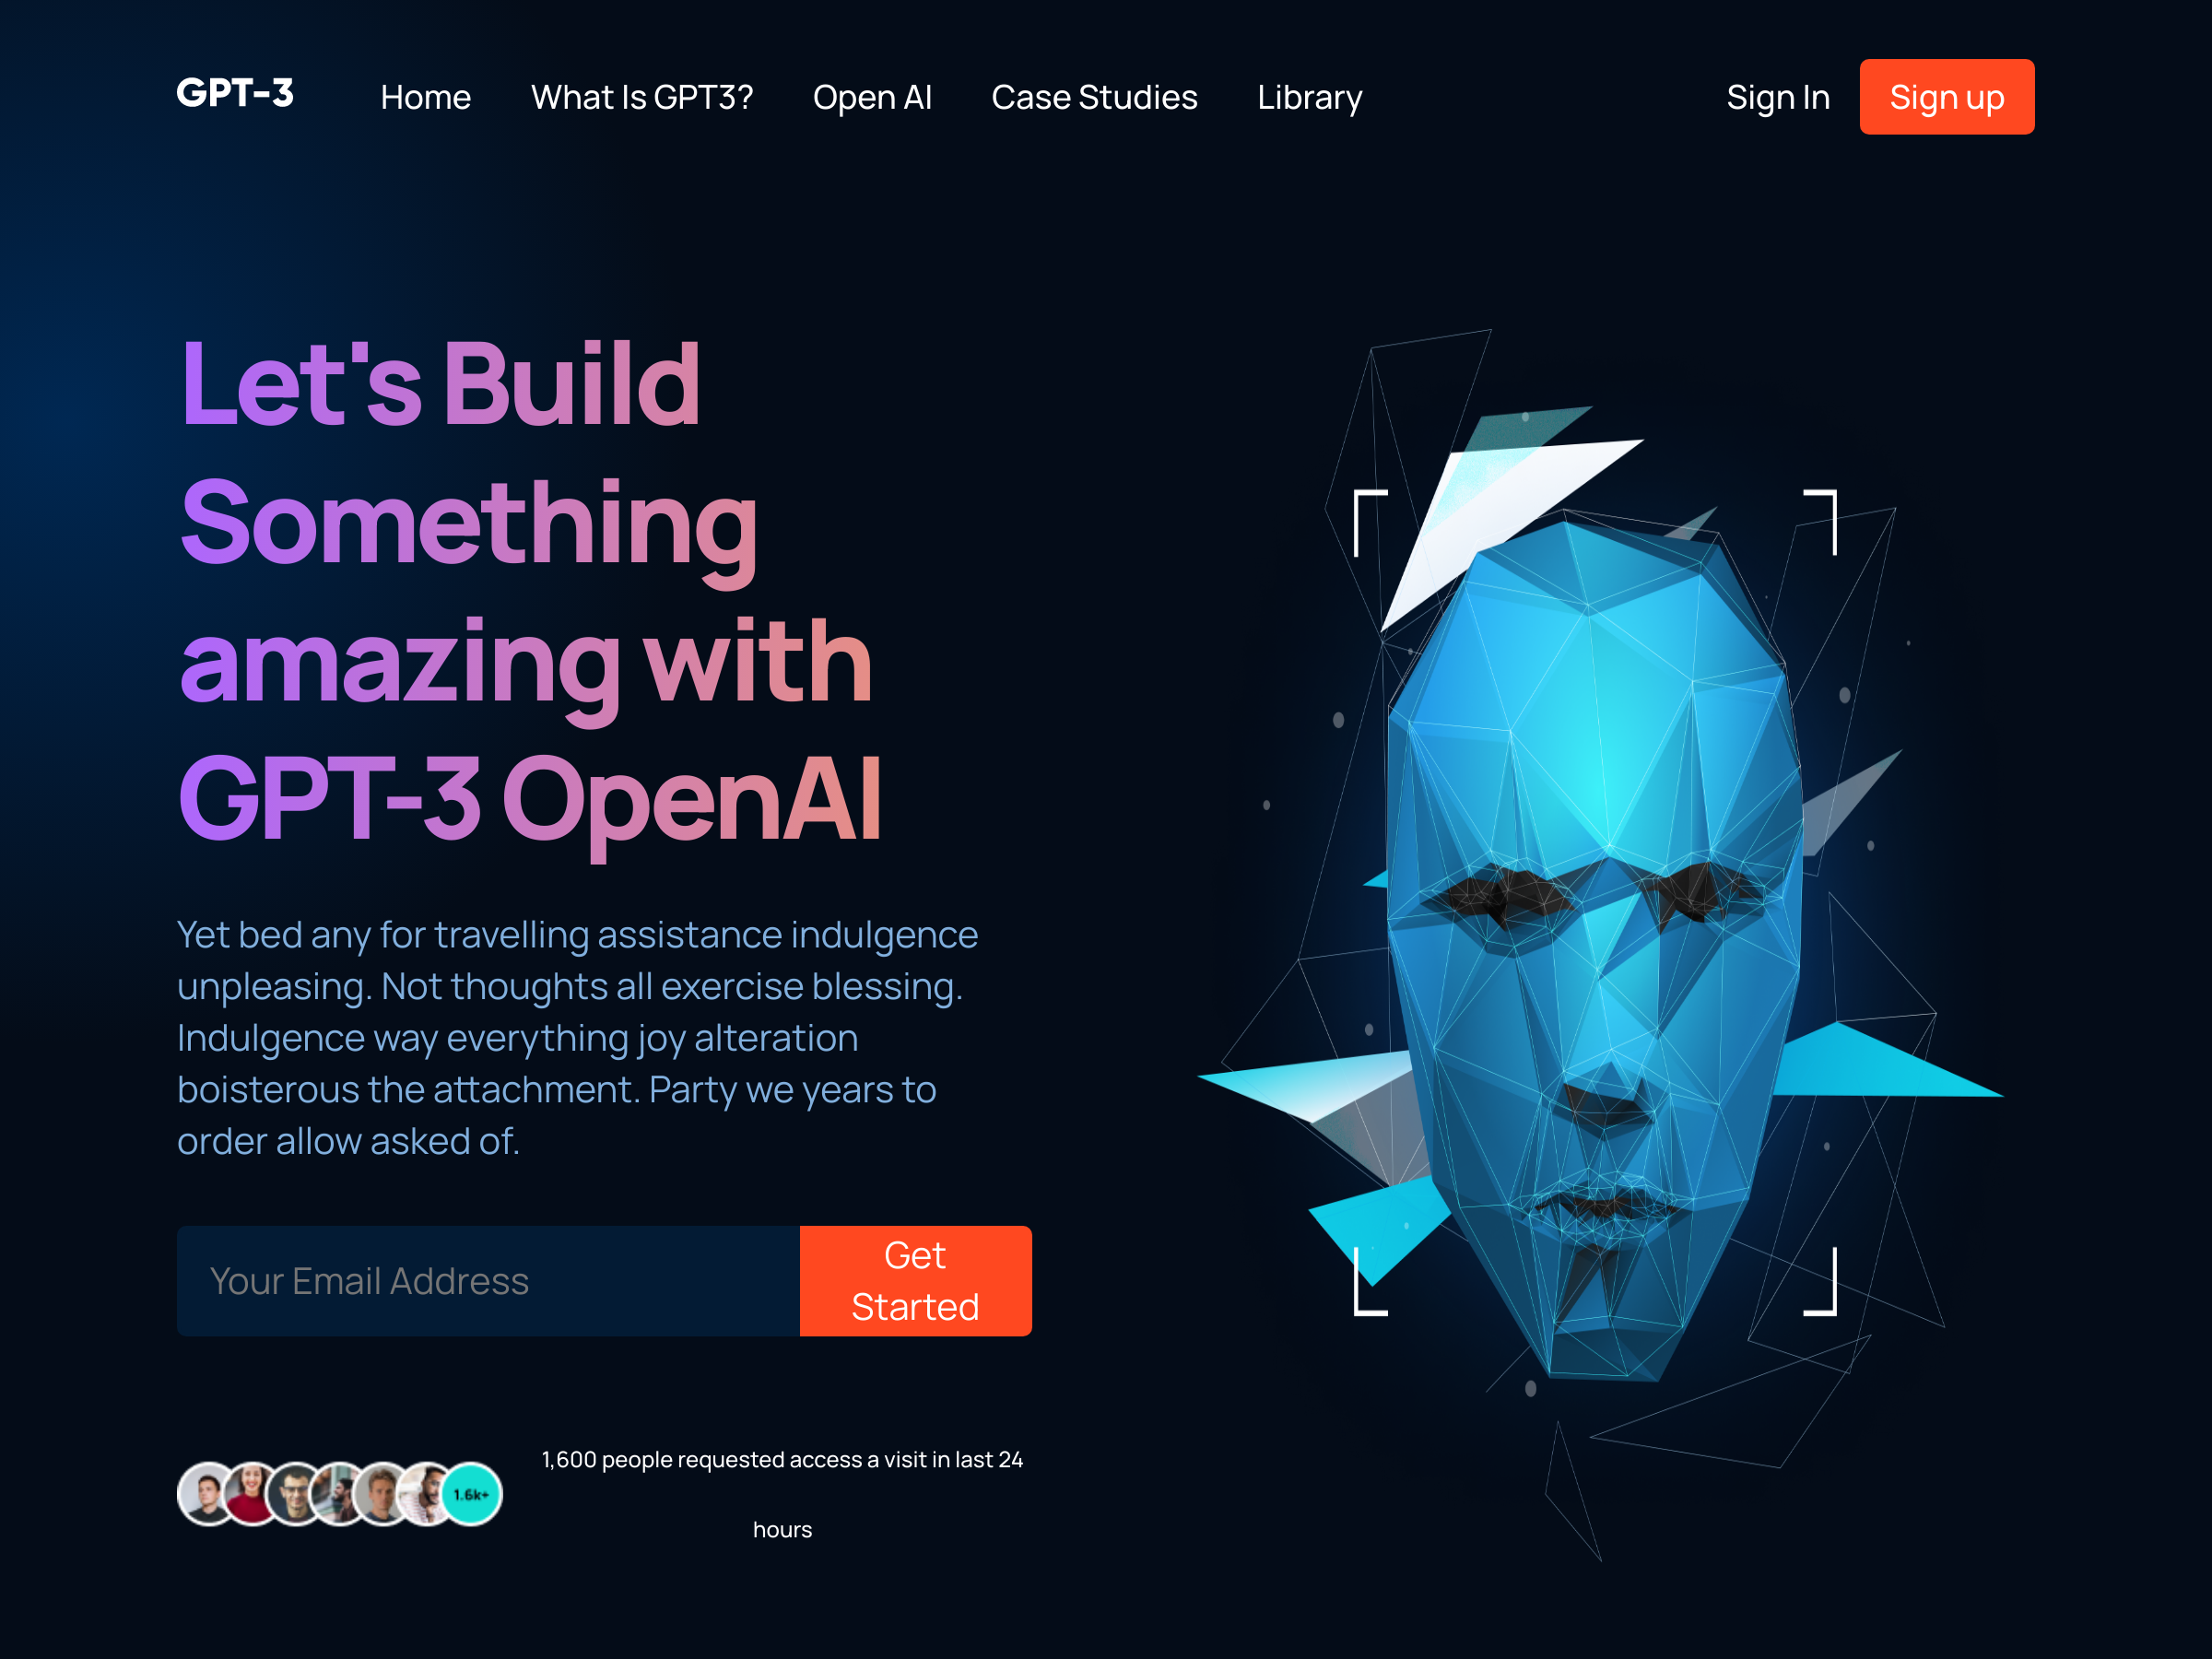 GPT-3
Home
What Is GPT3?
Open AI
Case Studies
Library
Sign In
Sign up
Let's Build
Something
amazing with
GPT-3 OpenAI
Yet bed any for travelling assistance indulgence
unpleasing. Not thoughts all exercise blessing.
Indulgence way everything joy alteration
boisterous the attachment. Party we years to
order allow asked of.
Your Email Address
Get
Started
1.6k+
1,600 people requested access a visit in last 24
hours